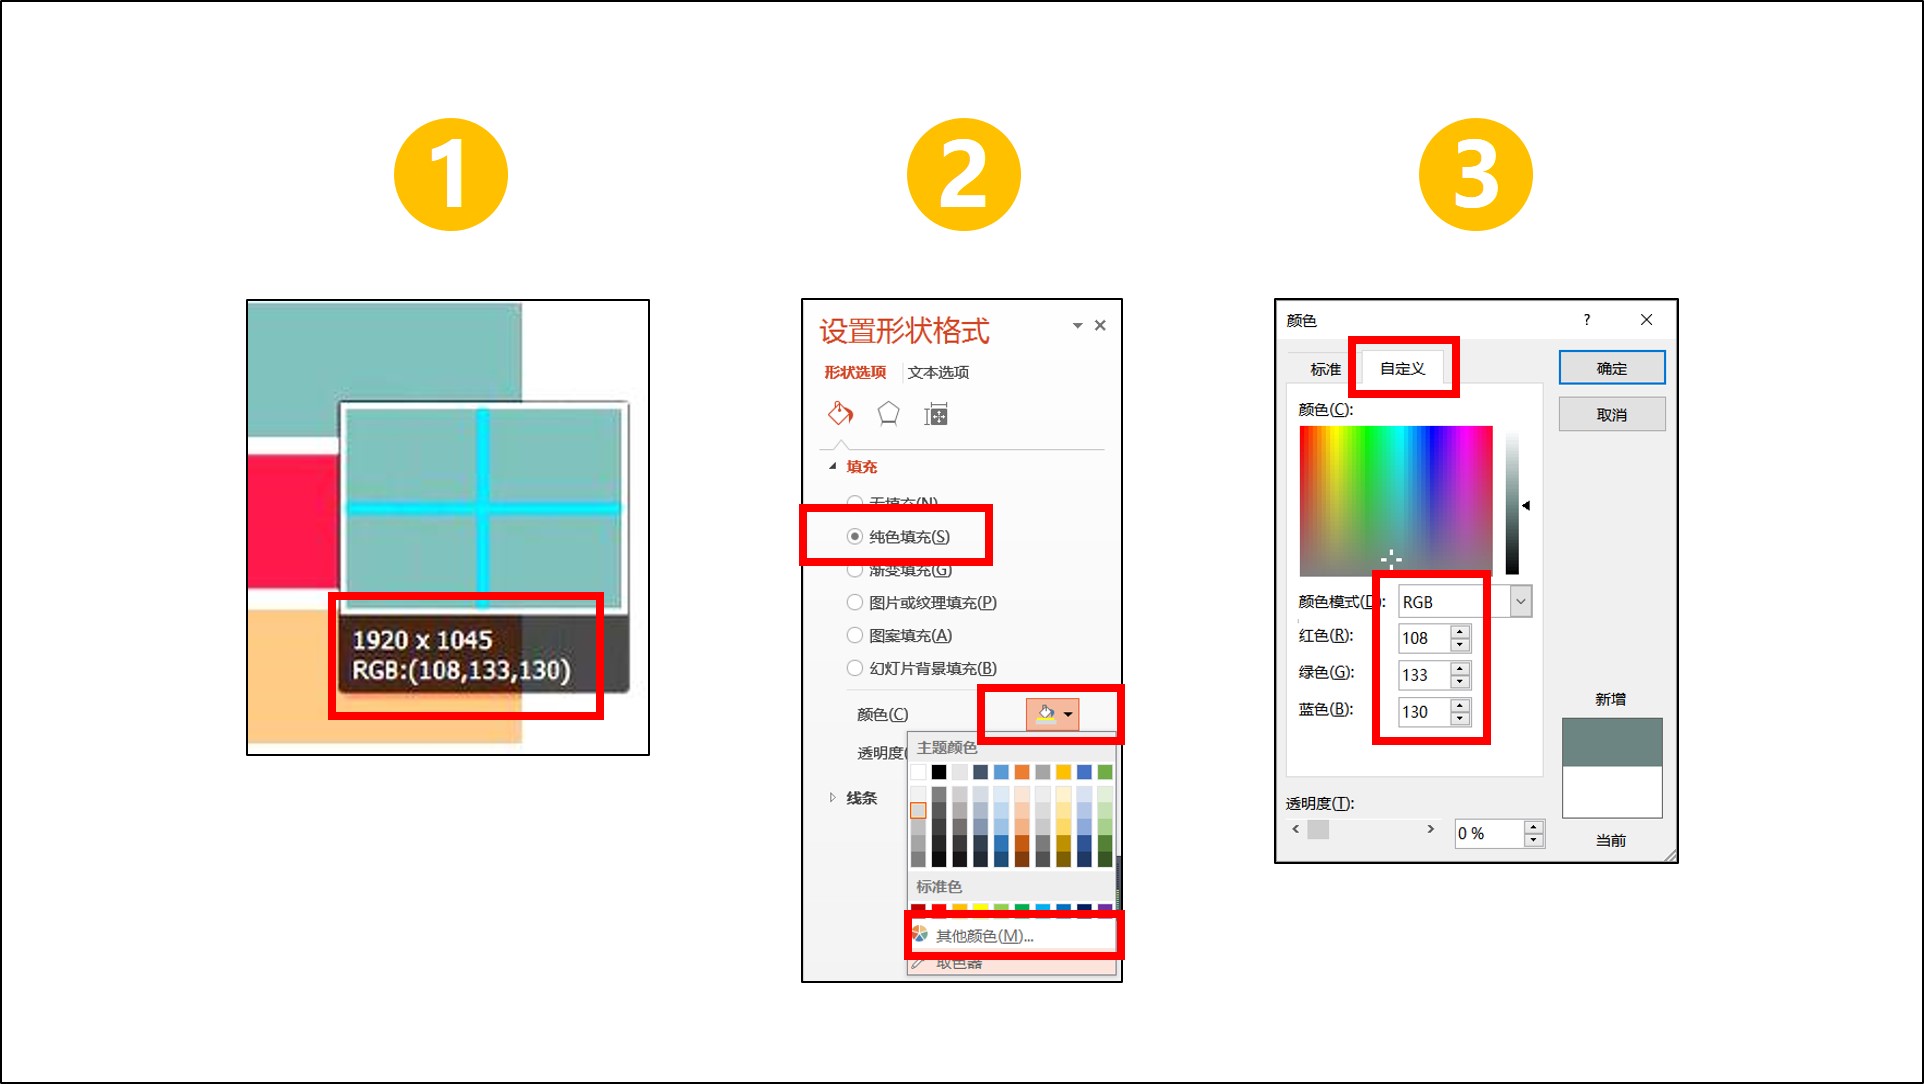 1
2
3
1920 x 1045
RGB:(108,133,130)
设置形状格式
形状选项
文本选项
填充
无填充(N)
纯色填充(S)
渐变填充(G)
图片或纹理填充(P)
图案填充(A)
幻灯片背景填充(B)
颜色(C)
透明度(
线条
主题颜色
标准色
其他颜色(M)...
取色器
颜色
?
标准
自定义
确定
取消
颜色(C):
颜色模式(D):
RGB
红色(R):
108
绿色(G):
133
蓝色(B):
130
新增
当前
透明度(T):
0 %